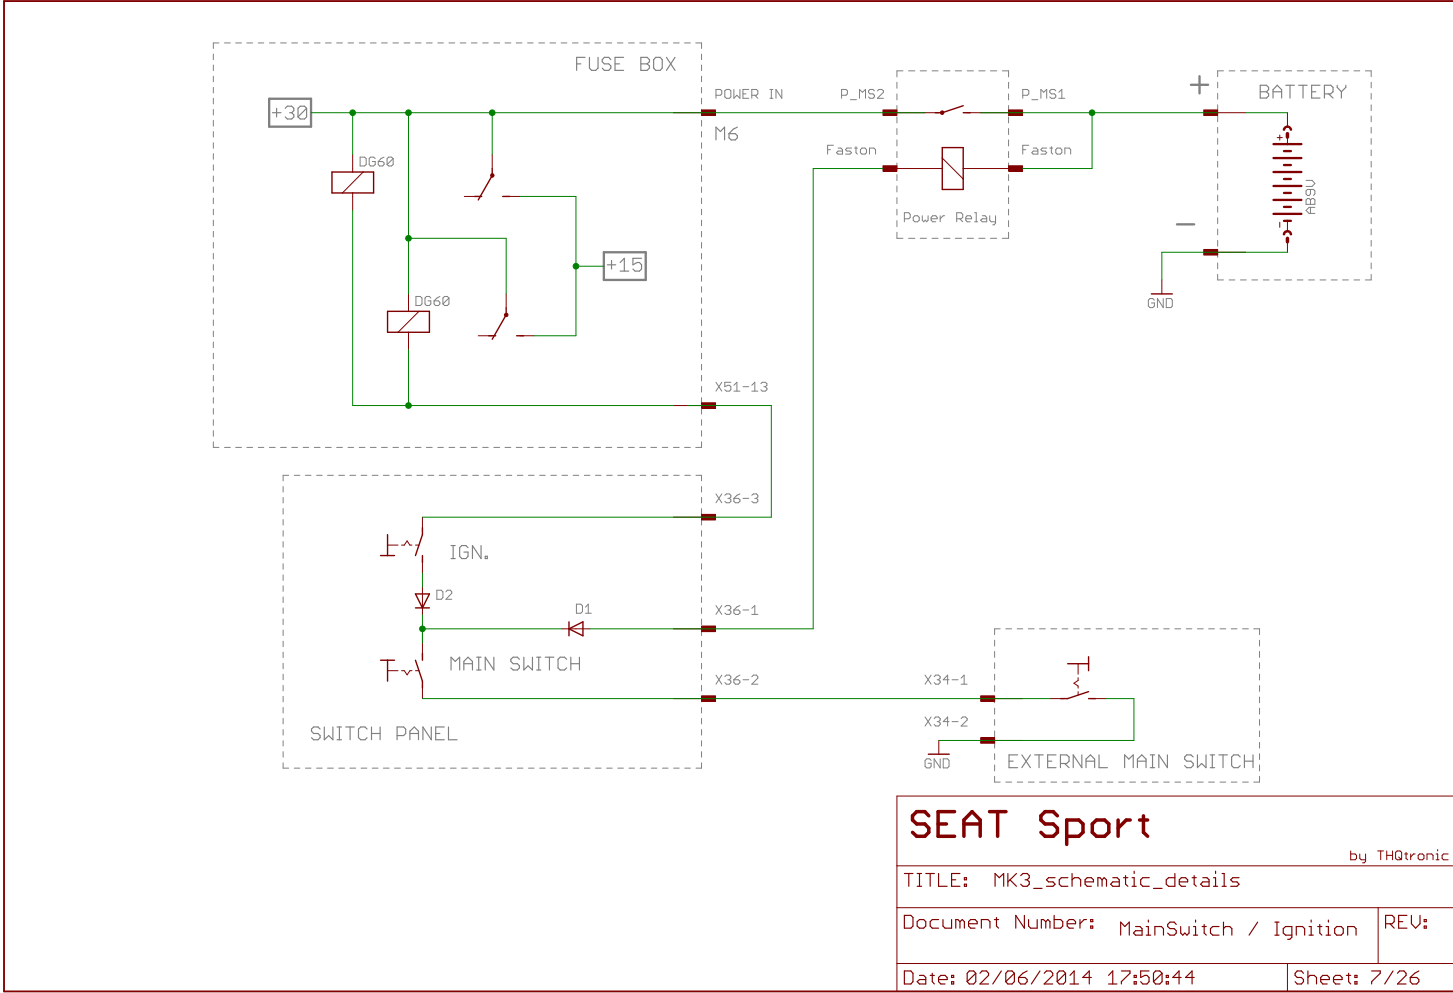 FUSE BOX
+30
DG60
DG60
+15
POWER IN
M6
P_MS2
P_MS1
Faston
Faston
Power Relay
+
BATTERY
+
AB9V
-
−
GND
X51-13
X36-3
IGN.
D2
D1
X36-1
MAIN SWITCH
X36-2
SWITCH PANEL
X34-1
X34-2
GND
EXTERNAL MAIN SWITCH
SEAT Sport
by THQtronic
TITLE: MK3_schematic_details
Document Number: MainSwitch / Ignition
REV:
Date: 02/06/2014 17:50:44
Sheet: 7/26